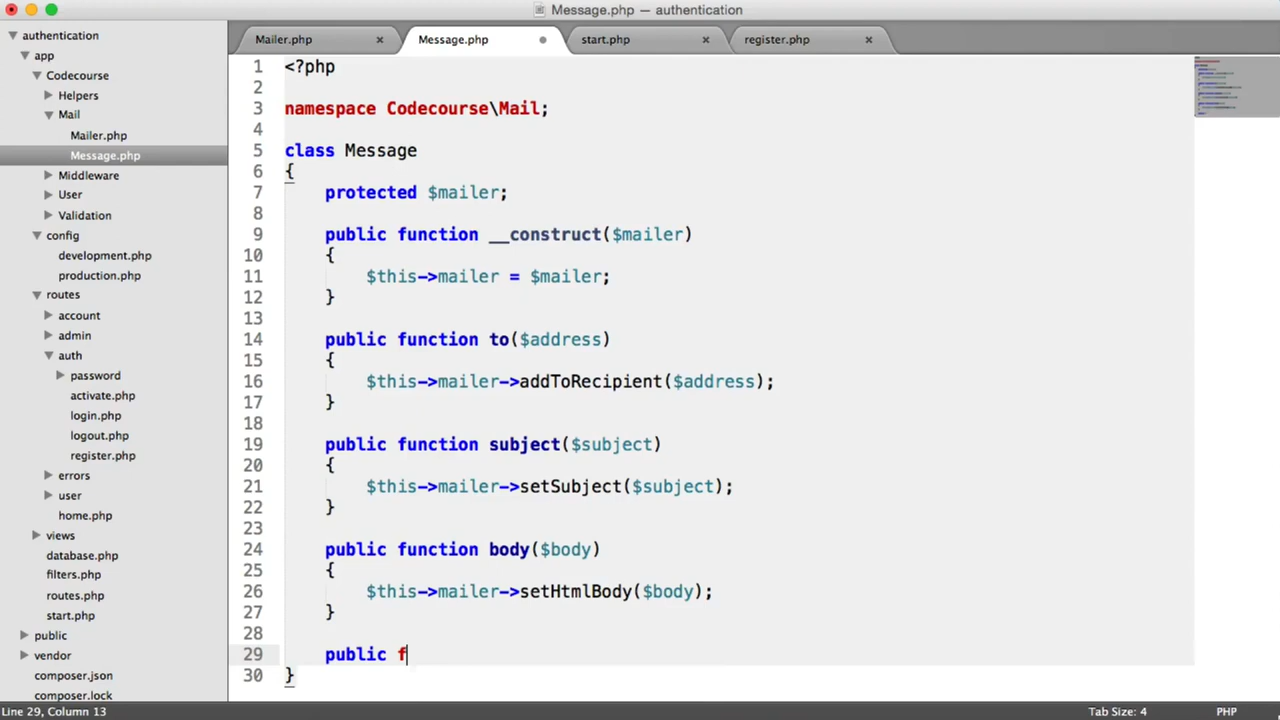 Message.php — authentication
authentication
app
Codecourse
Helpers
Mail
Mailer.php
Message.php
Middleware
User
Validation
config
development.php
production.php
routes
account
admin
auth
password
activate.php
login.php
logout.php
register.php
errors
user
home.php
views
database.php
filters.php
routes.php
start.php
public
vendor
composer.json
composer.lock
Mailer.php × Message.php start.php × register.php ×
1 <?php
2
3 namespace Codecourse\Mail;
4
5 class Message
6 {
7     protected $mailer;
8
9     public function __construct($mailer)
10     {
11         $this->mailer = $mailer;
12     }
13
14     public function to($address)
15     {
16         $this->mailer->addToRecipient($address);
17     }
18
19     public function subject($subject)
20     {
21         $this->mailer->setSubject($subject);
22     }
23
24     public function body($body)
25     {
26         $this->mailer->setHtmlBody($body);
27     }
28
29     public f
30 }
Line 29, Column 13 Tab Size: 4 PHP